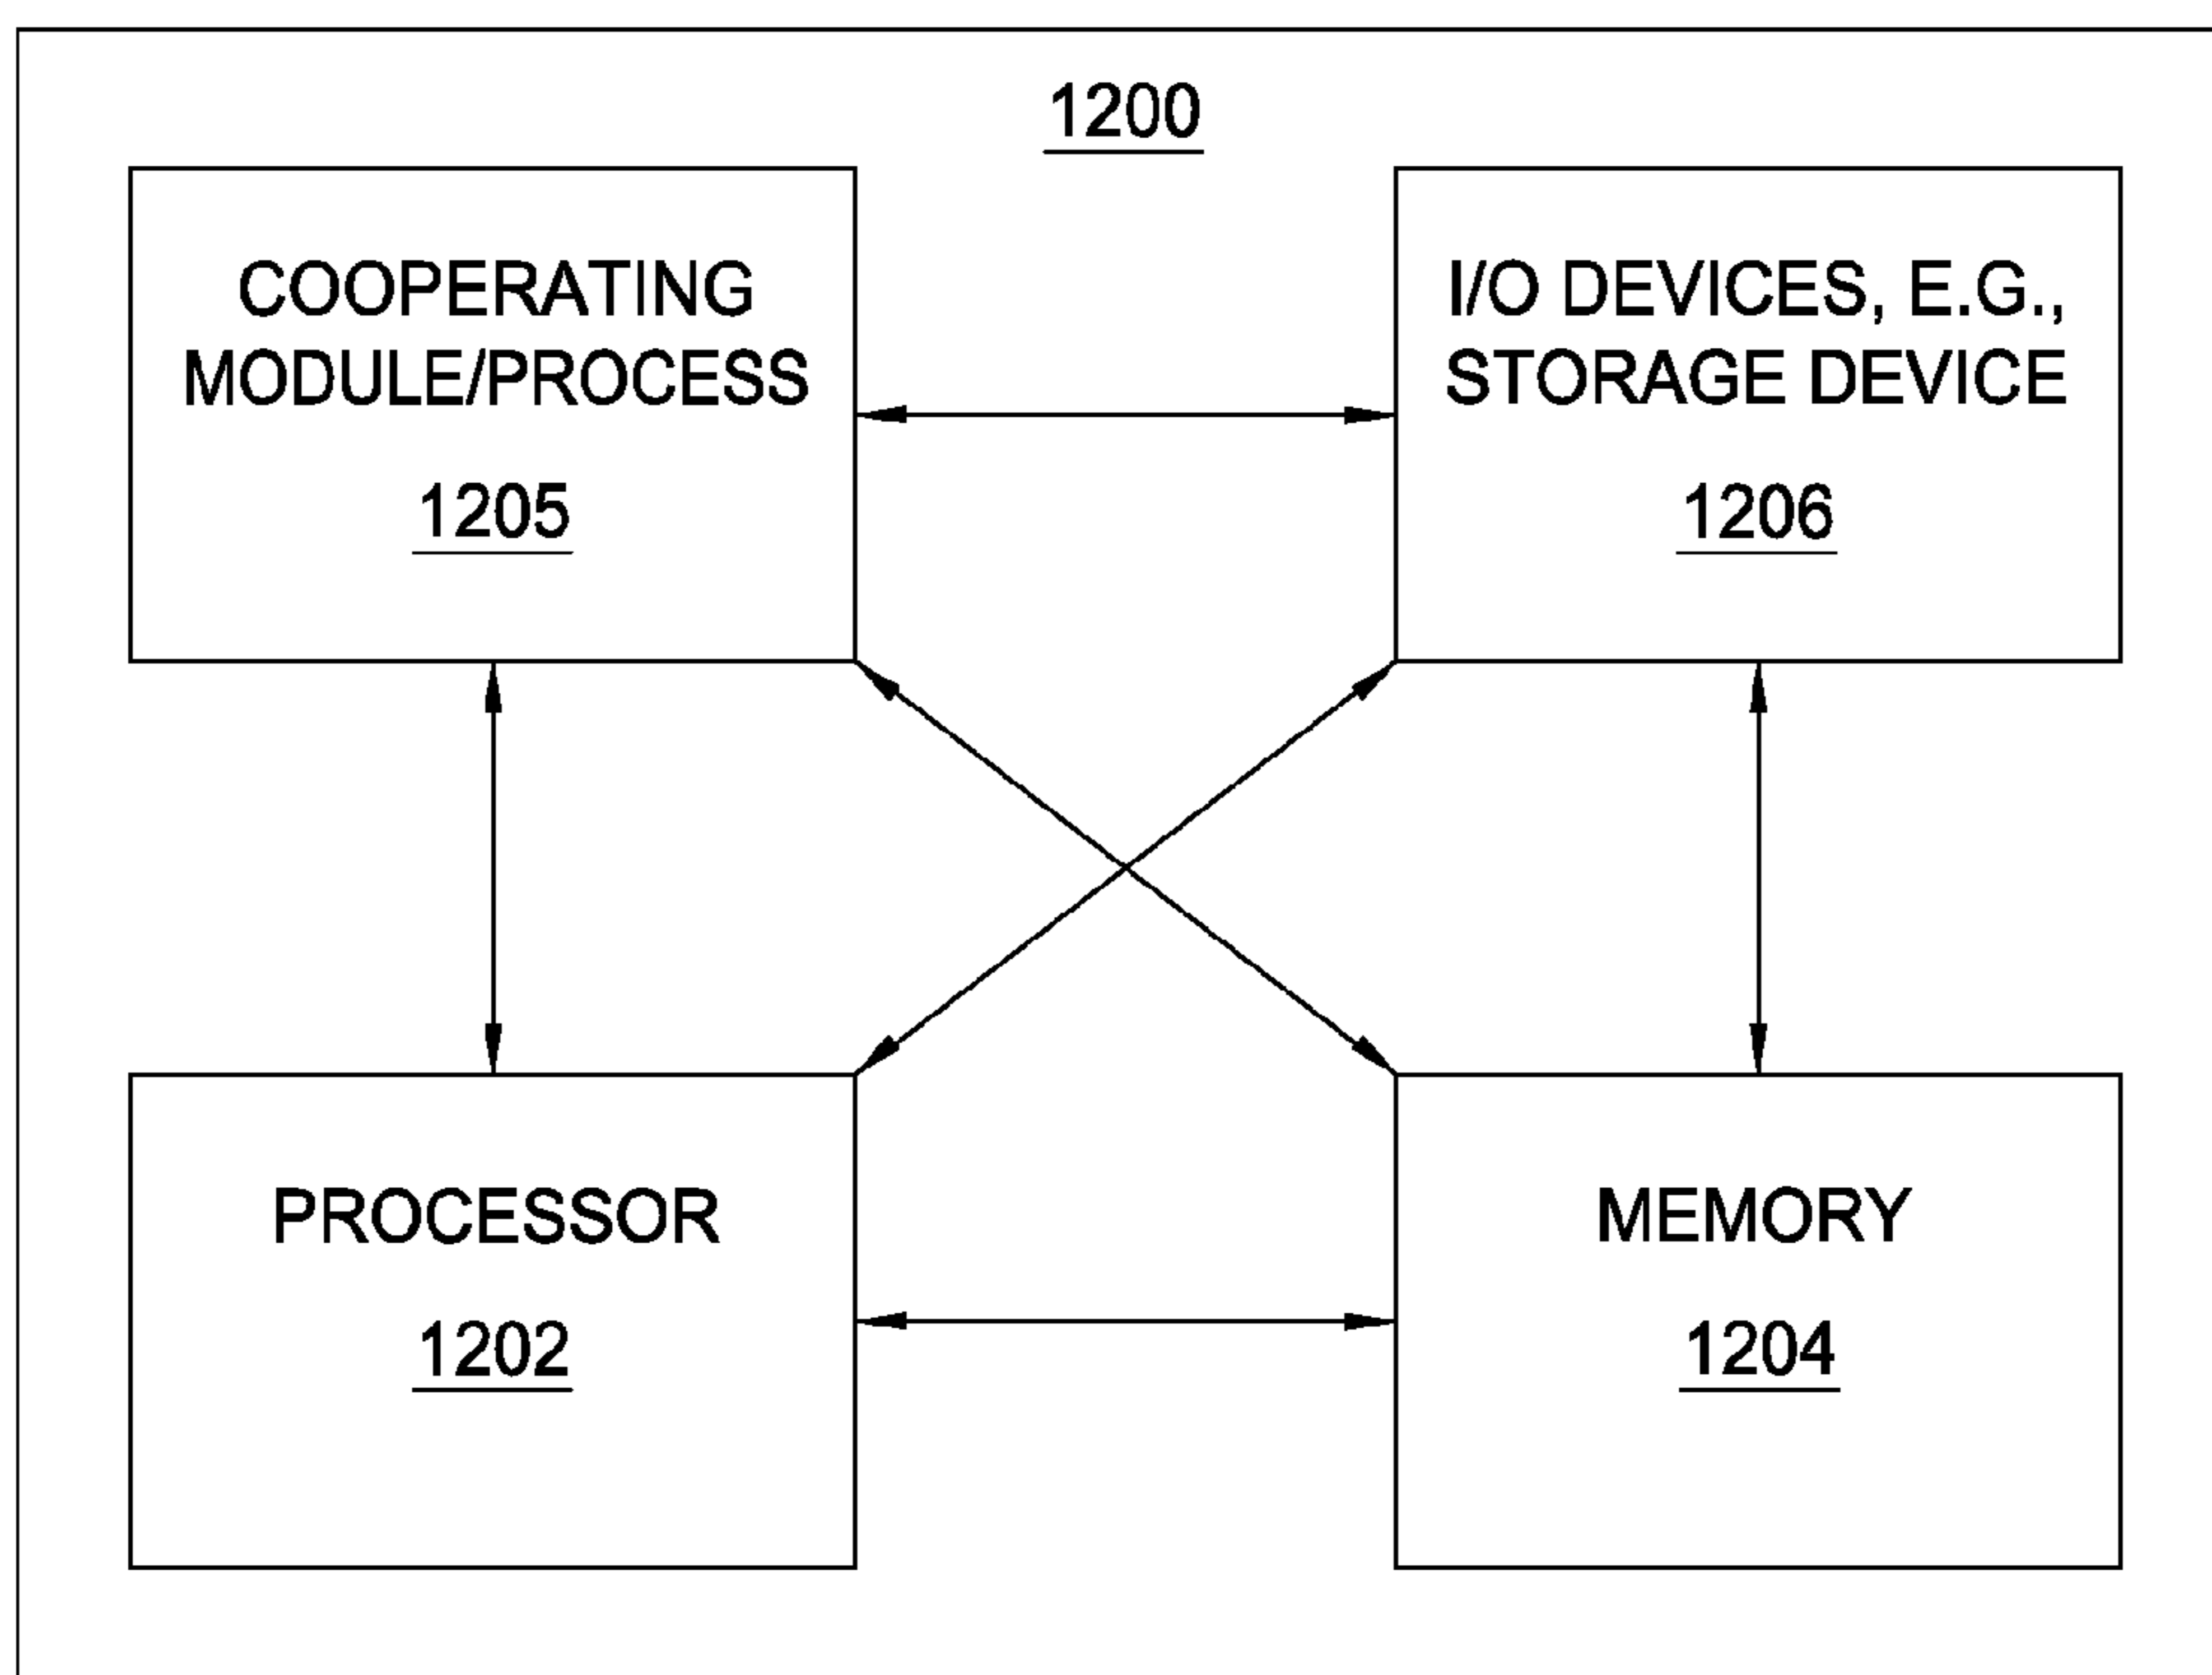 1200
COOPERATING
MODULE/PROCESS
1205
I/O DEVICES, E.G.,
STORAGE DEVICE
1206
PROCESSOR
1202
MEMORY
1204